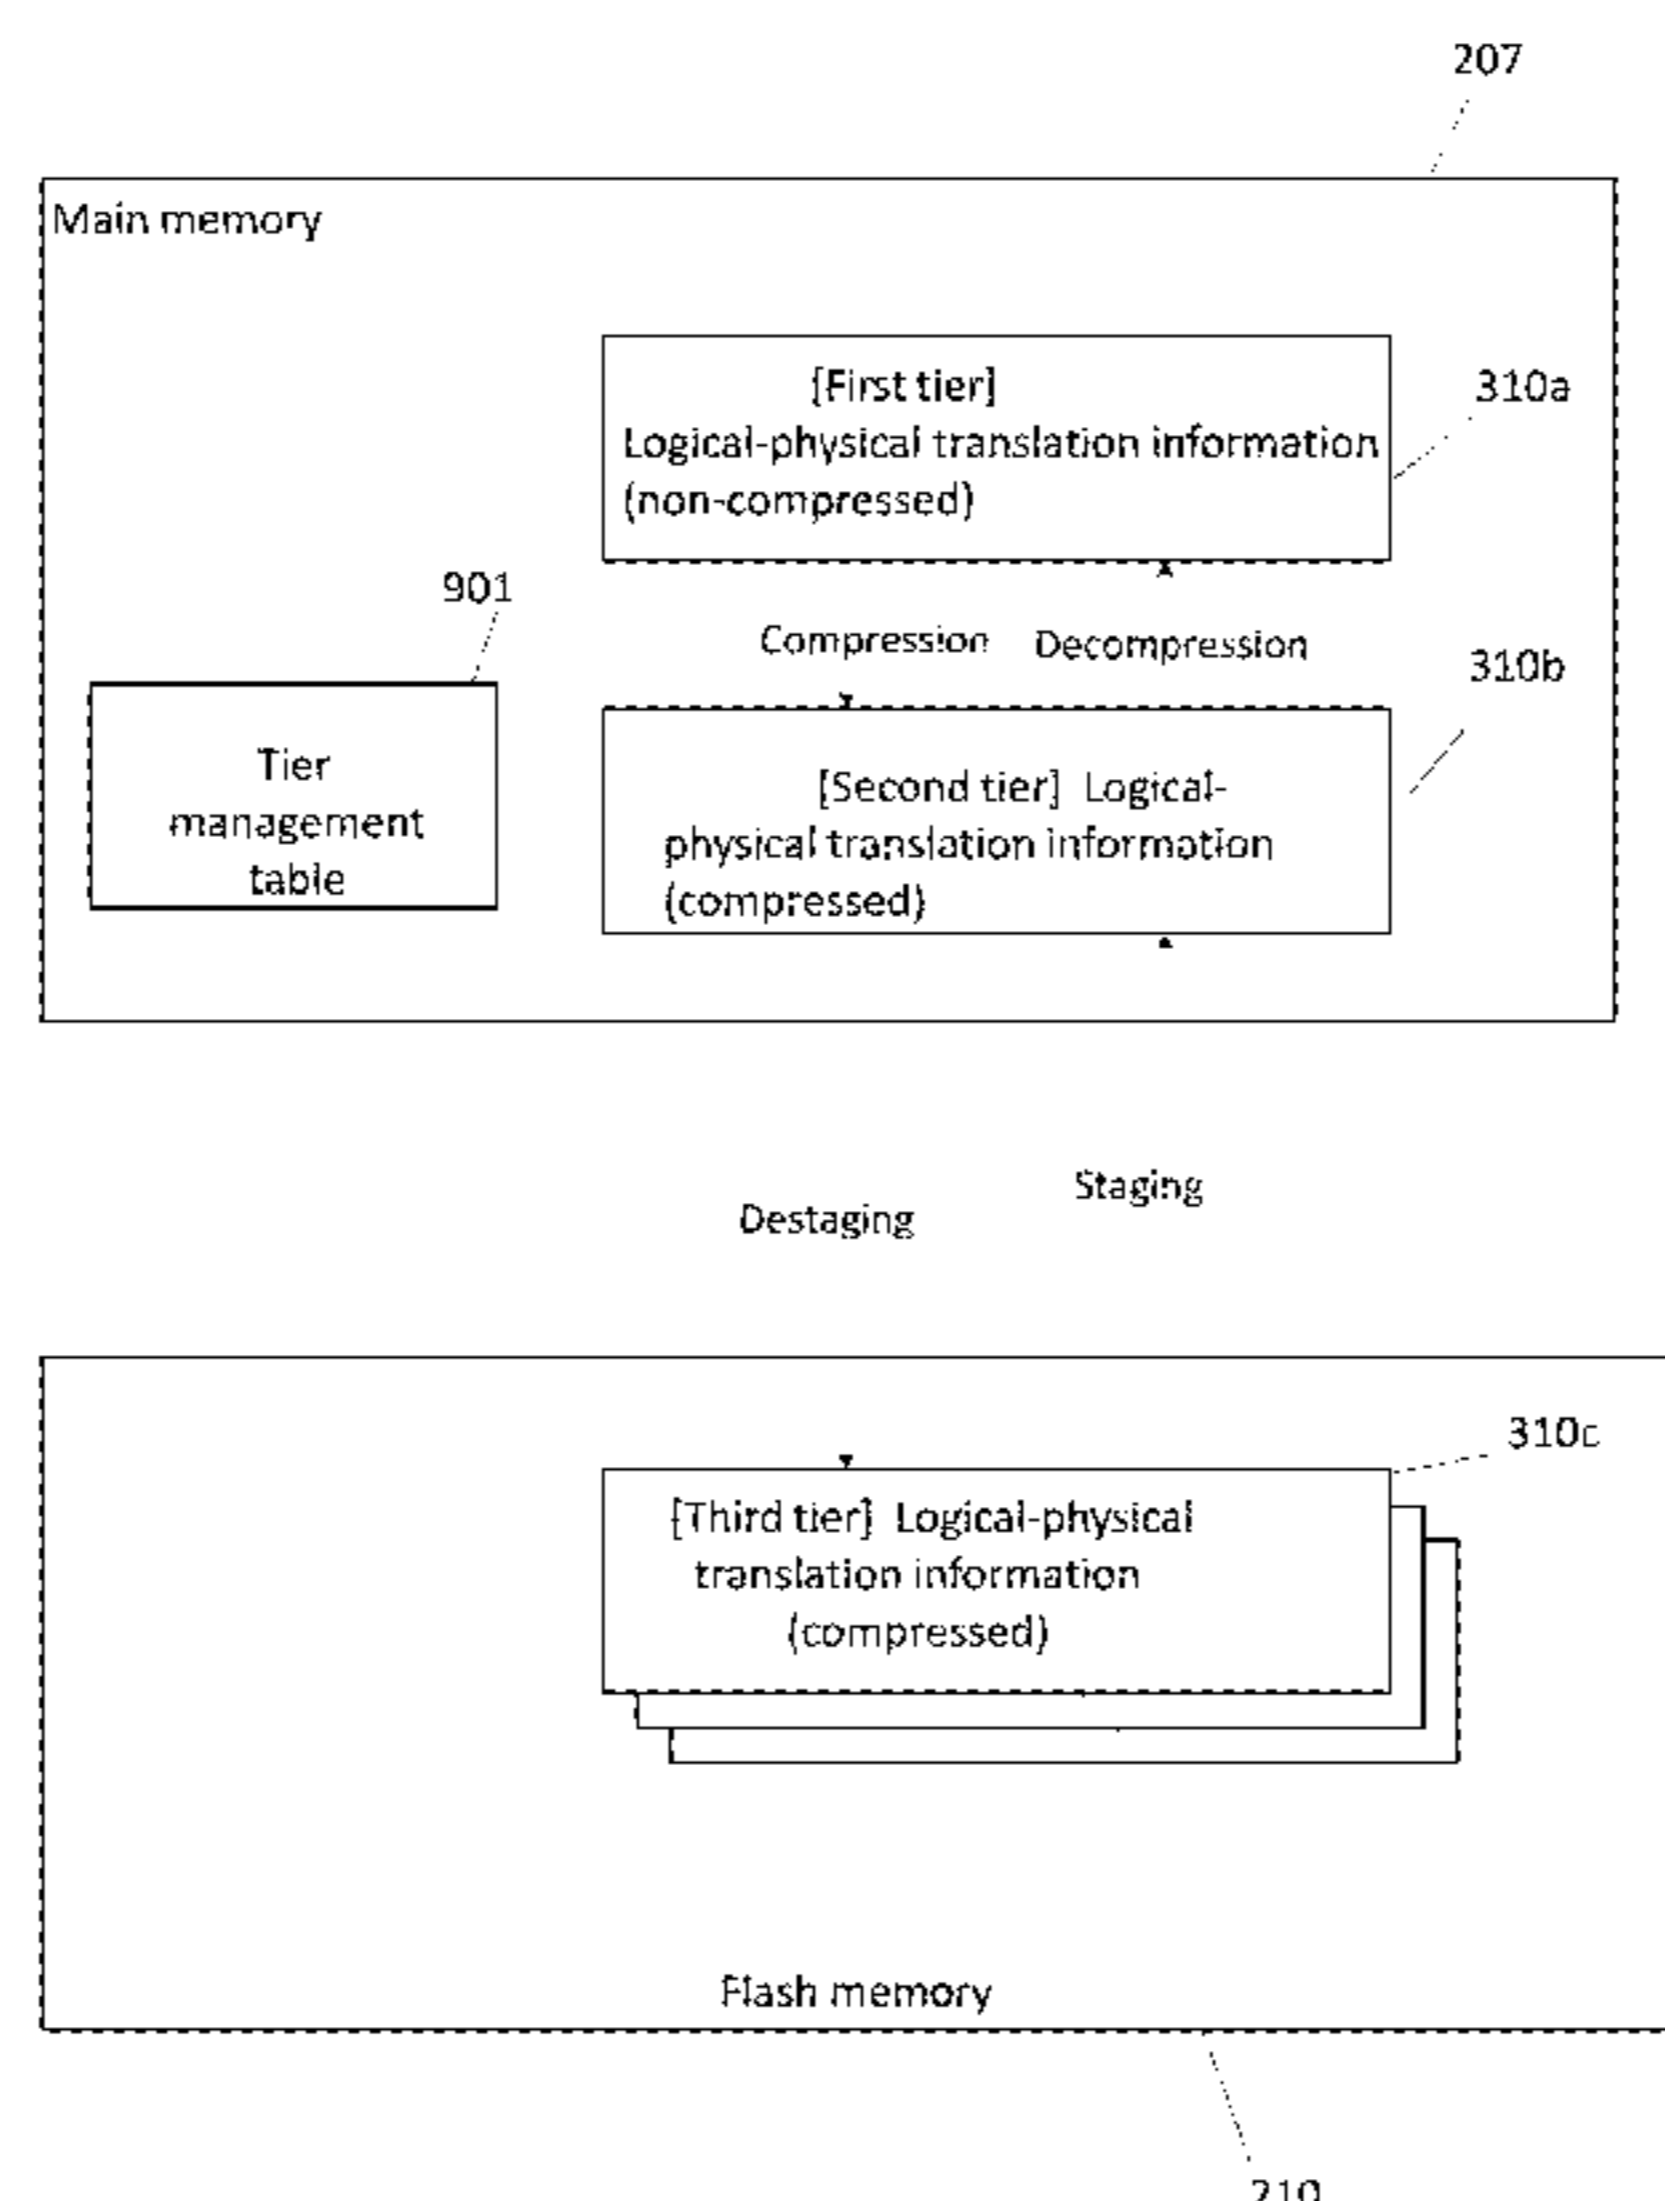 207
Main memory
[First tier]
310a
Logical-physical translation information
(non-compressed)
901
Compression
Decompression
310b
Tier
management
table
[Second tier] Logical-
physical translation information
(compressed)
Staging
Destaging
310c
[Third tier] Logical-physical
translation information
(compressed)
Flash memory
210